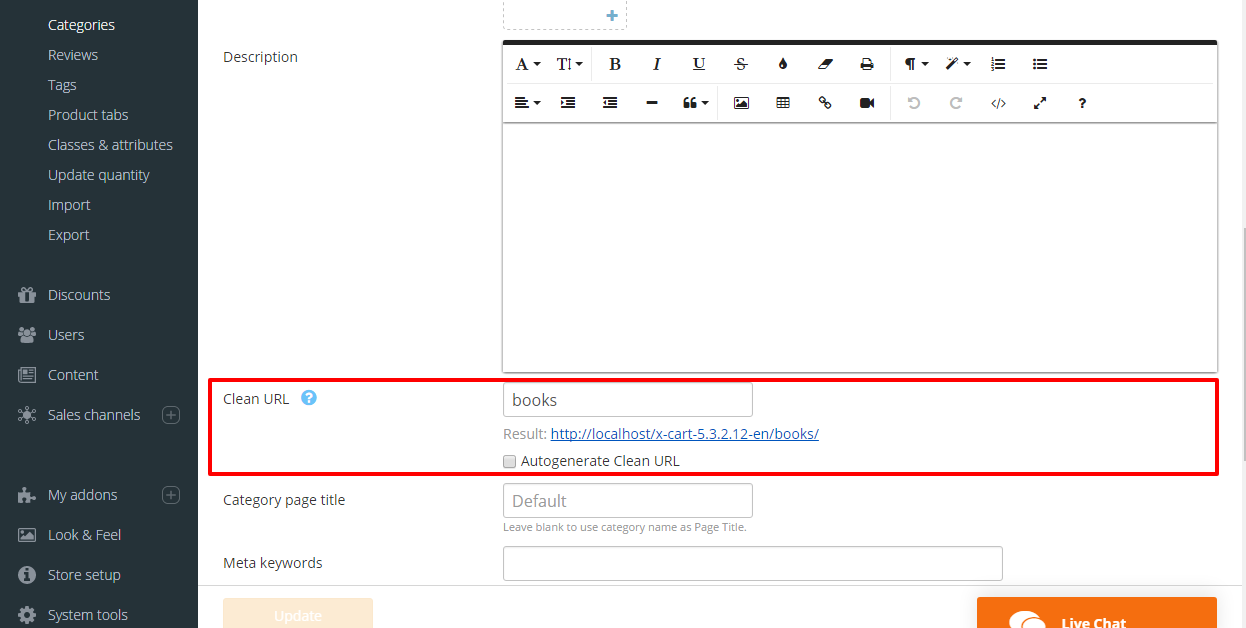 Categories
Reviews
Tags
Product tabs
Classes & attributes
Update quantity
Import
Export
Discounts
Users
Content
Sales channels
My addons
Look & Feel
Store setup
System tools
Description
Clean URL
books
Result: http://localhost/x-cart-5.3.2.12-en/books/
Autogenerate Clean URL
Category page title
Default
Leave blank to use category name as Page Title.
Meta keywords
Update
Live Chat